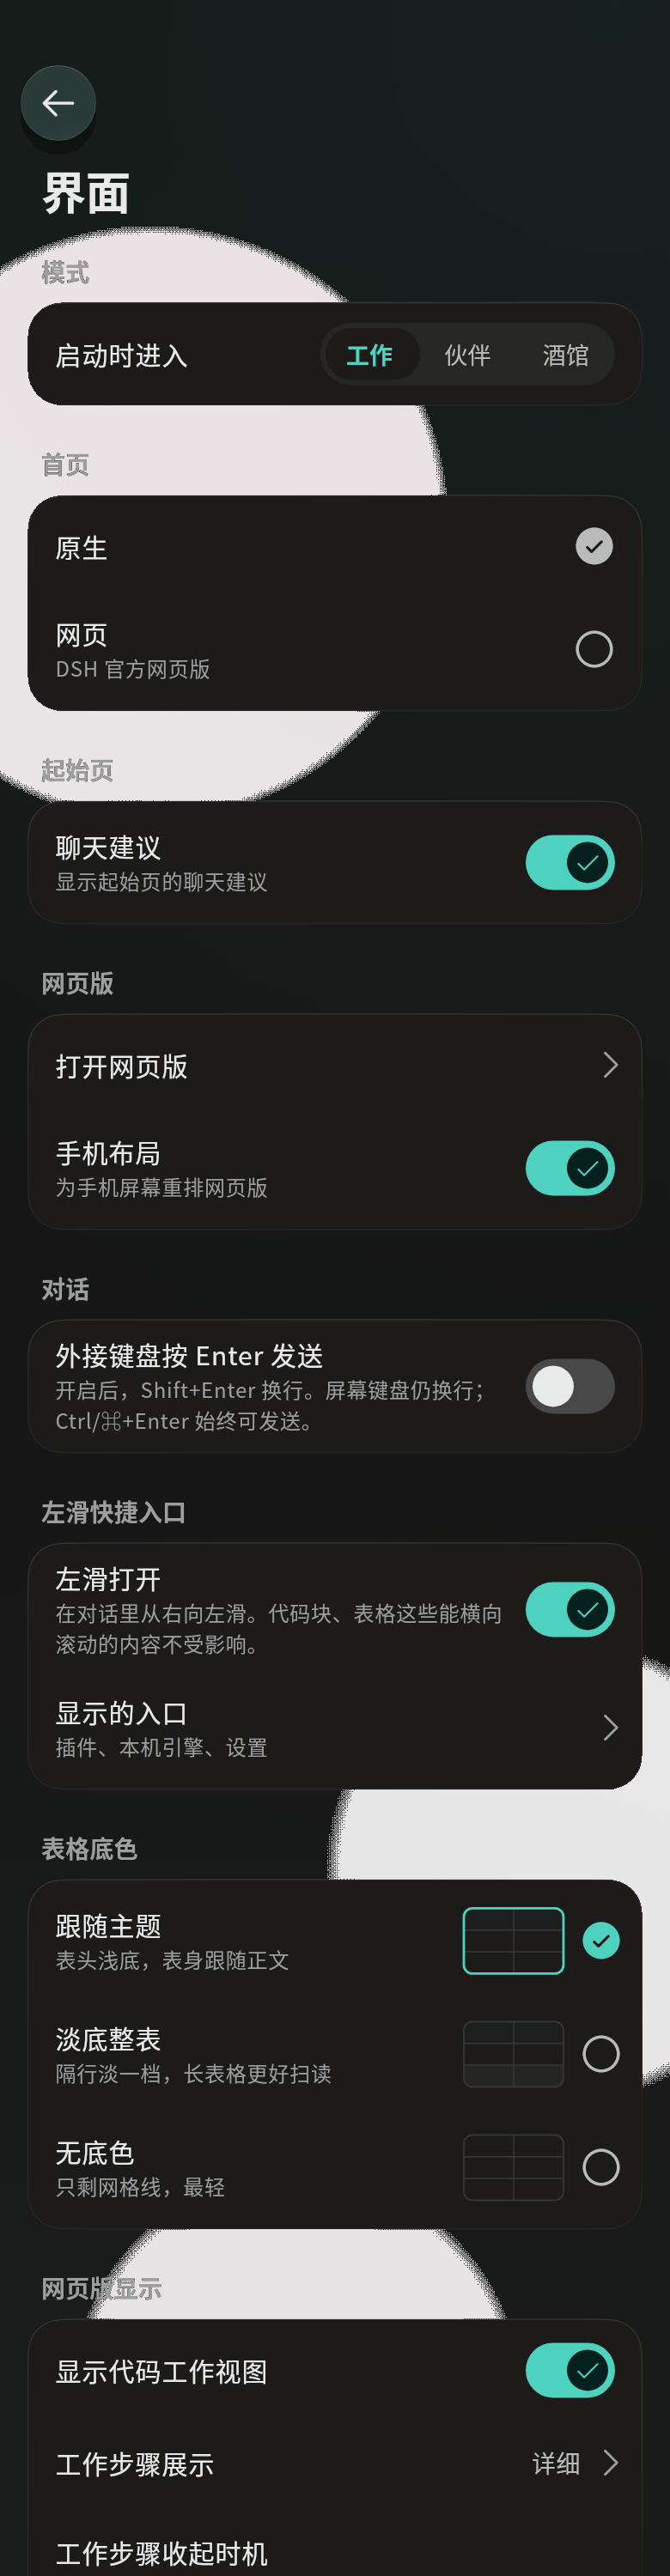 界面
模式
启动时进入
工作
伙伴
酒馆
首页
原生
网页
DSH 官方网页版
起始页
聊天建议
显示起始页的聊天建议
网页版
打开网页版
手机布局
为手机屏幕重排网页版
对话
外接键盘按 Enter 发送
开启后，Shift+Enter 换行。屏幕键盘仍换行；
Ctrl/⌘+Enter 始终可发送。
左滑快捷入口
左滑打开
在对话里从右向左滑。代码块、表格这些能横向
滚动的内容不受影响。
显示的入口
插件、本机引擎、设置
表格底色
跟随主题
表头浅底，表身跟随正文
淡底整表
隔行淡一档，长表格更好扫读
无底色
只剩网格线，最轻
网页版显示
显示代码工作视图
工作步骤展示
详细
工作步骤收起时机